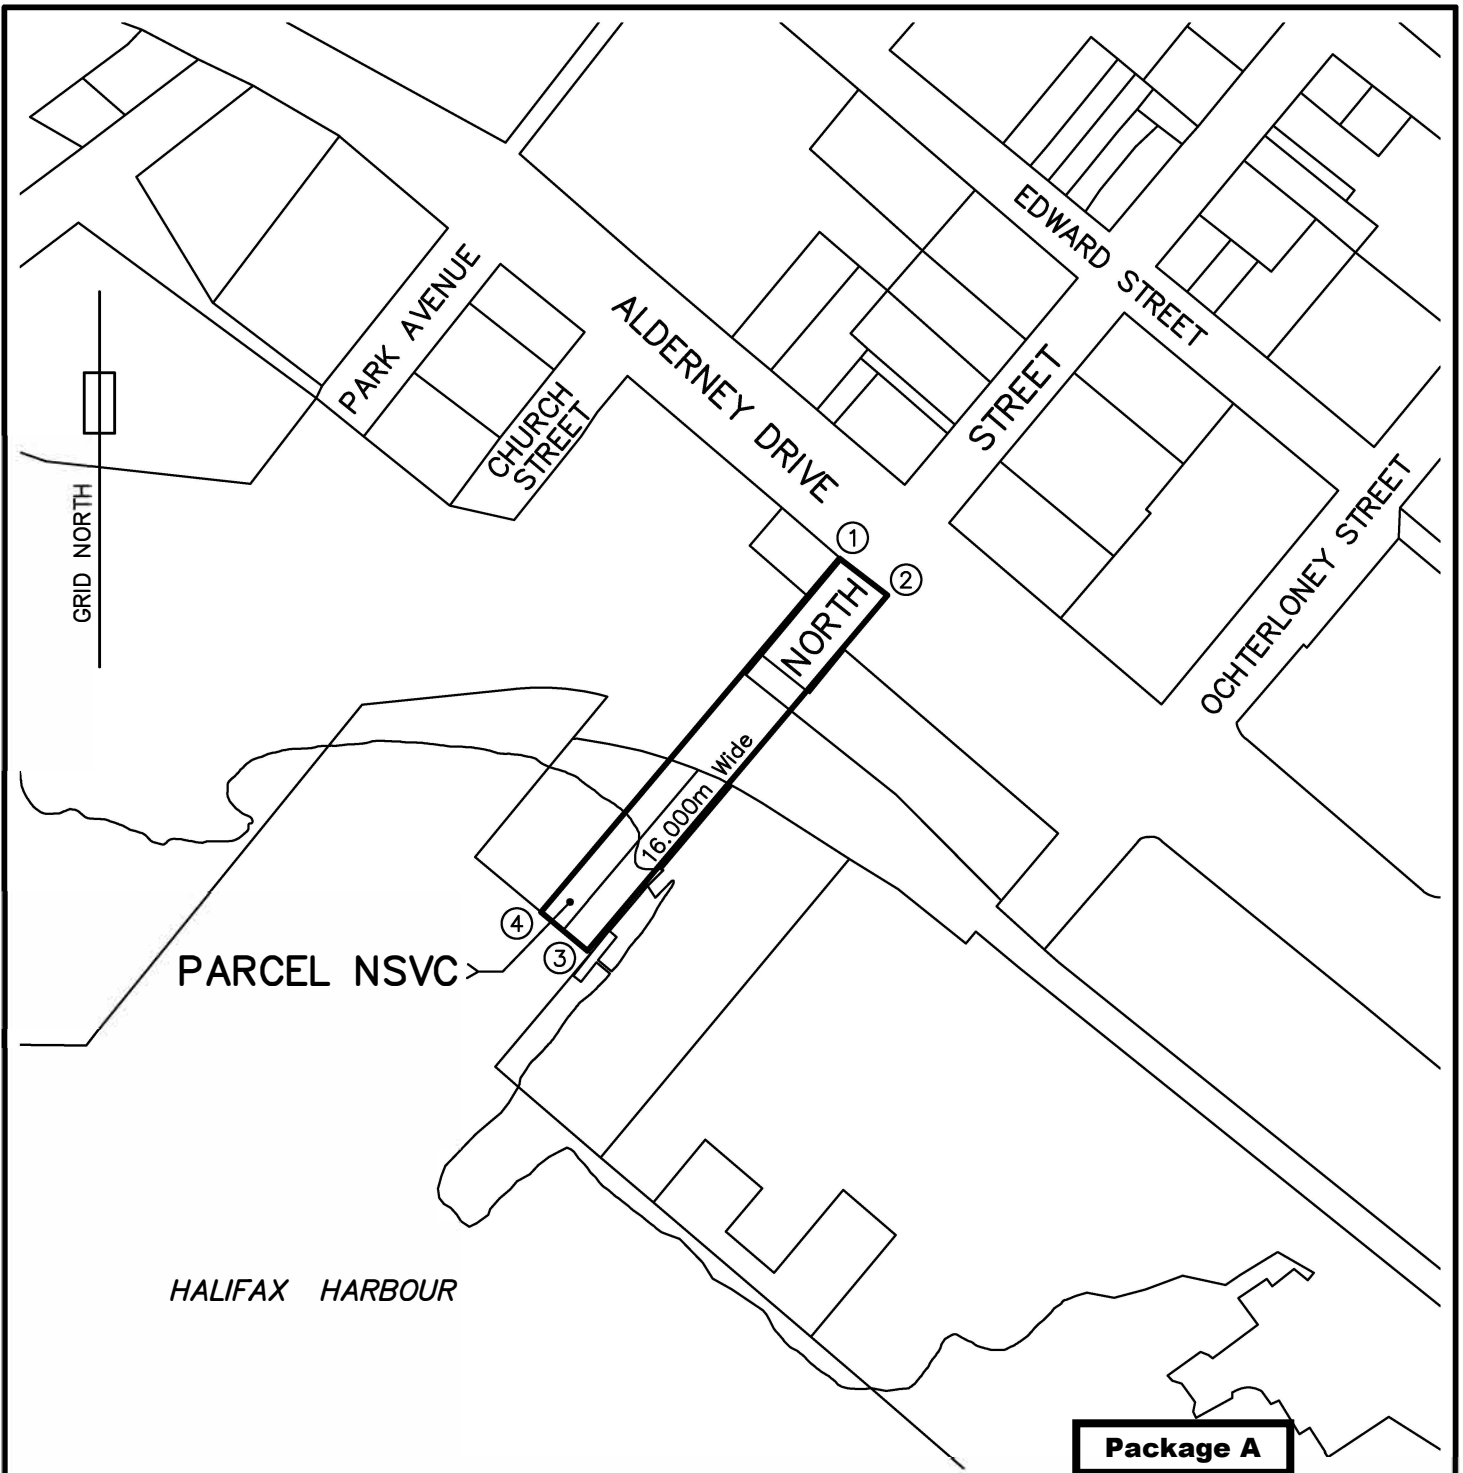 EDWARD STREET
PARK AVENUE
ALDERNEY DRIVE
STREET
CHURCH
STREET
OCHTERLONEY STREET
GRID NORTH
1
2
NORTH
16.000m Wide
4
3
PARCEL NSVC
HALIFAX HARBOUR
Package A